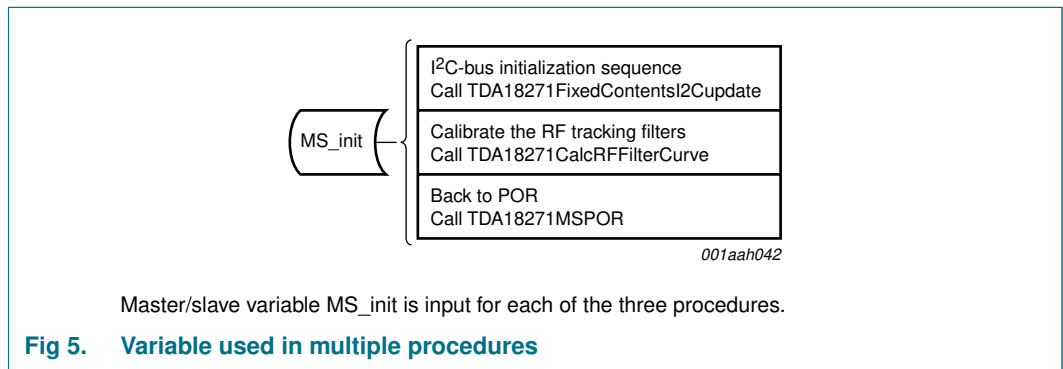 MS_init
I2C-bus initialization sequence
Call TDA18271FixedContentsI2Cupdate
Calibrate the RF tracking filters
Call TDA18271CalcRFFilterCurve
Back to POR
Call TDA18271MSPOR
001aah042
Master/slave variable MS_init is input for each of the three procedures.
Fig 5. Variable used in multiple procedures